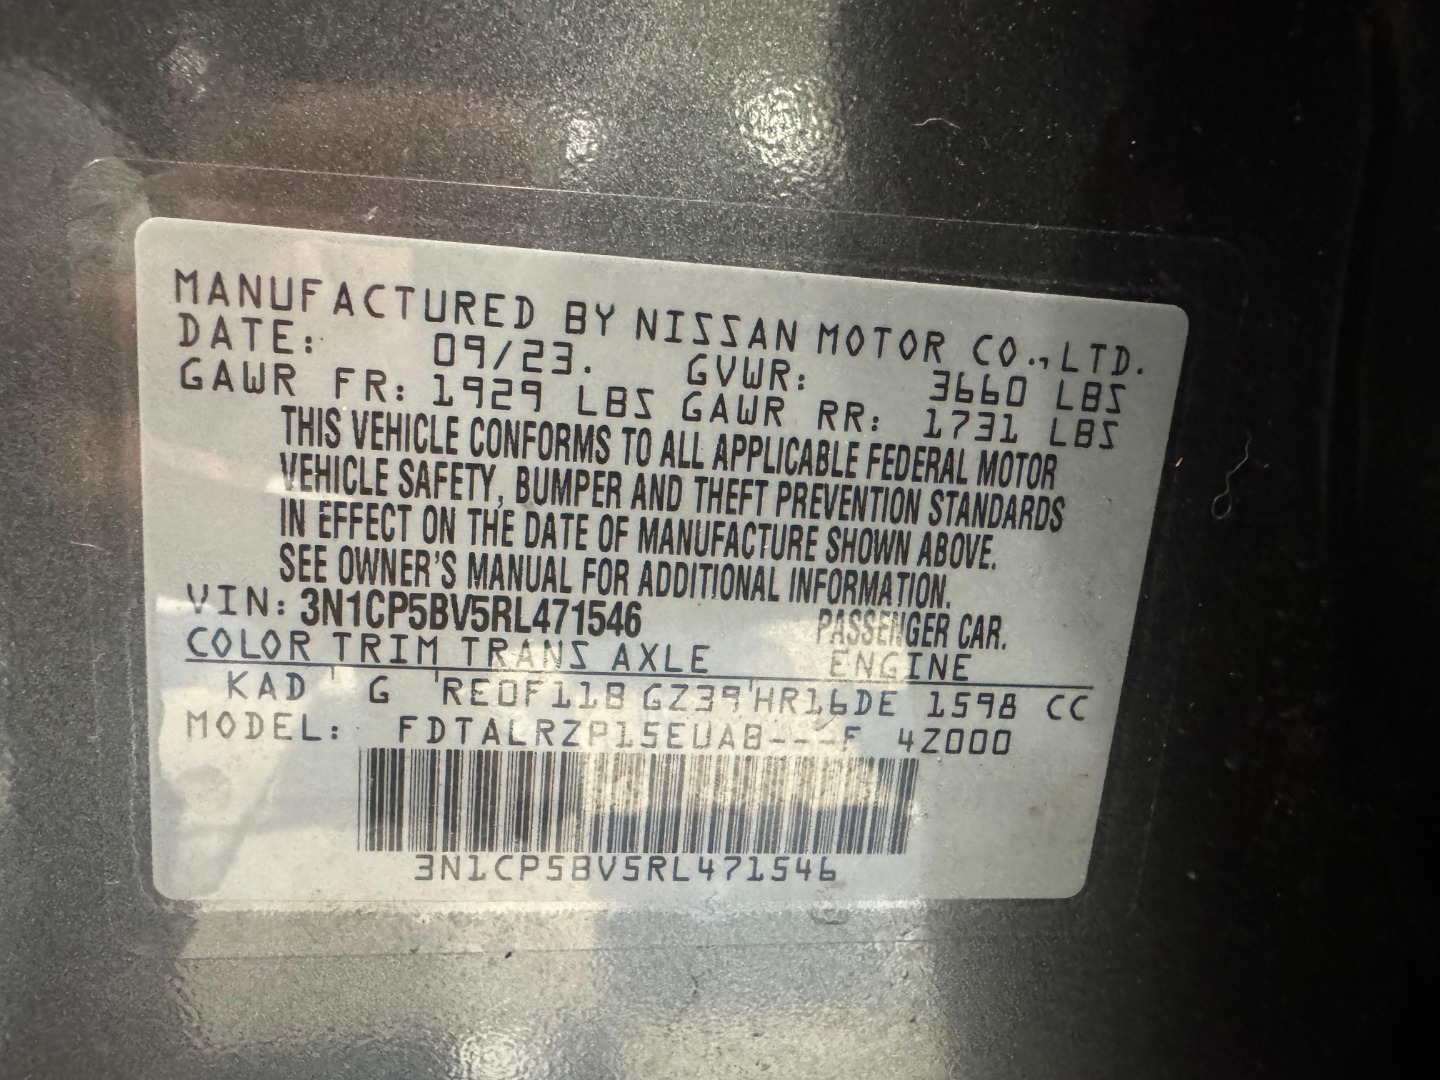 MANUFACTURED BY NISSAN MOTOR CO., LTD.
DATE: 09/23. GVWR: 3660 LBS
GAWR FR: 1929 LBS GAWR RR: 1731 LBS
THIS VEHICLE CONFORMS TO ALL APPLICABLE FEDERAL MOTOR
VEHICLE SAFETY, BUMPER AND THEFT PREVENTION STANDARDS
IN EFFECT ON THE DATE OF MANUFACTURE SHOWN ABOVE.
SEE OWNER'S MANUAL FOR ADDITIONAL INFORMATION.
VIN: 3N1CP5BV5RL471546 PASSENGER CAR.
COLOR TRIM TRANS AXLE ENGINE
KAD G RE0F11B GZ39 HR16DE 1598 CC
MODEL: FDTALRZP15EUAB----F 4Z000
3N1CP5BV5RL471546